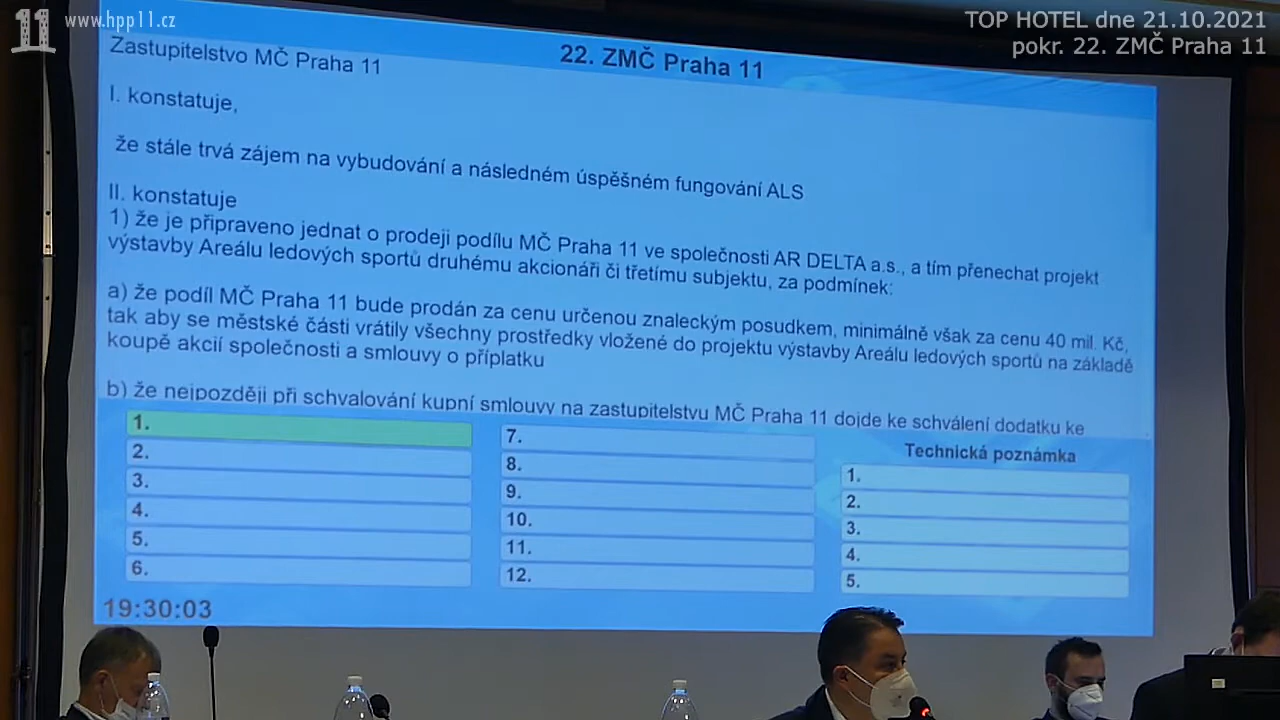 11 www.hpp11.cz
TOP HOTEL dne 21.10.2021
pokr. 22. ZMČ Praha 11
22. ZMČ Praha 11
Zastupitelstvo MČ Praha 11
I. konstatuje,
že stále trvá zájem na vybudování a následném úspěšném fungování ALS
II. konstatuje
1) že je připraveno jednat o prodeji podílu MČ Praha 11 ve společnosti AR DELTA a.s., a tím přenechat projekt
výstavby Areálu ledových sportů druhému akcionáři či třetímu subjektu, za podmínek:
a) že podíl MČ Praha 11 bude prodán za cenu určenou znaleckým posudkem, minimálně však za cenu 40 mil. Kč,
tak aby se městské části vrátily všechny prostředky vložené do projektu výstavby Areálu ledových sportů na základě
koupě akcií společnosti a smlouvy o příplatku
b) že nejpozději při schvalování kupní smlouvy na zastupitelstvu MČ Praha 11 dojde ke schválení dodatku ke
1.
2.
3.
4.
5.
6.
7.
8.
9.
10.
11.
12.
Technická poznámka
1.
2.
3.
4.
5.
19:30:03